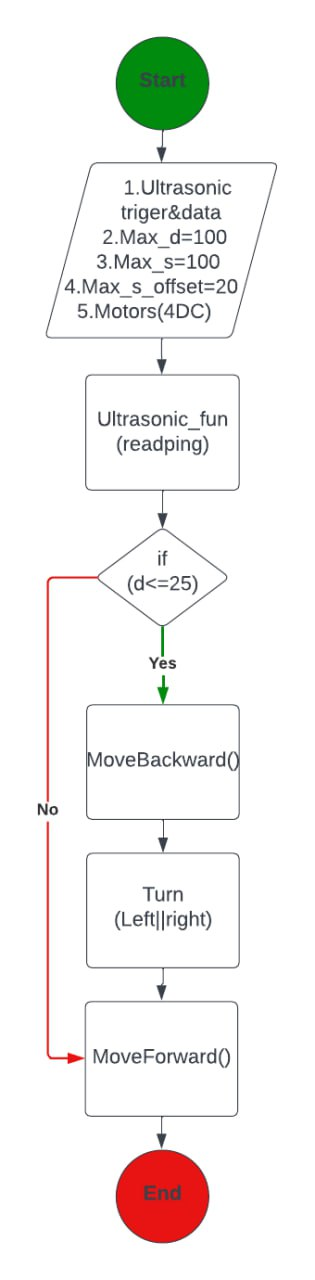 Start
1.Ultrasonic
triger&data
2.Max_d=100
3.Max_s=100
4.Max_s_offset=20
5.Motors(4DC)
Ultrasonic_fun
(readping)
if
(d<=25)
Yes
MoveBackward()
No
Turn
(Left||right)
MoveForward()
End